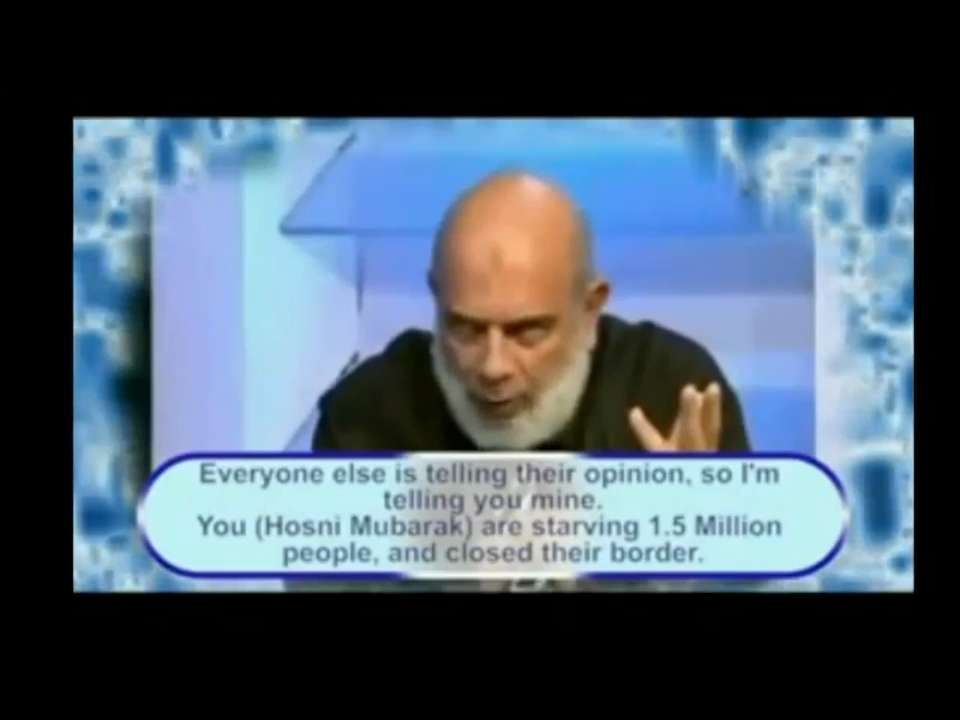 Everyone else is telling their opinion, so I'm
telling you mine.
You (Hosni Mubarak) are starving 1.5 Million
people, and closed their border.